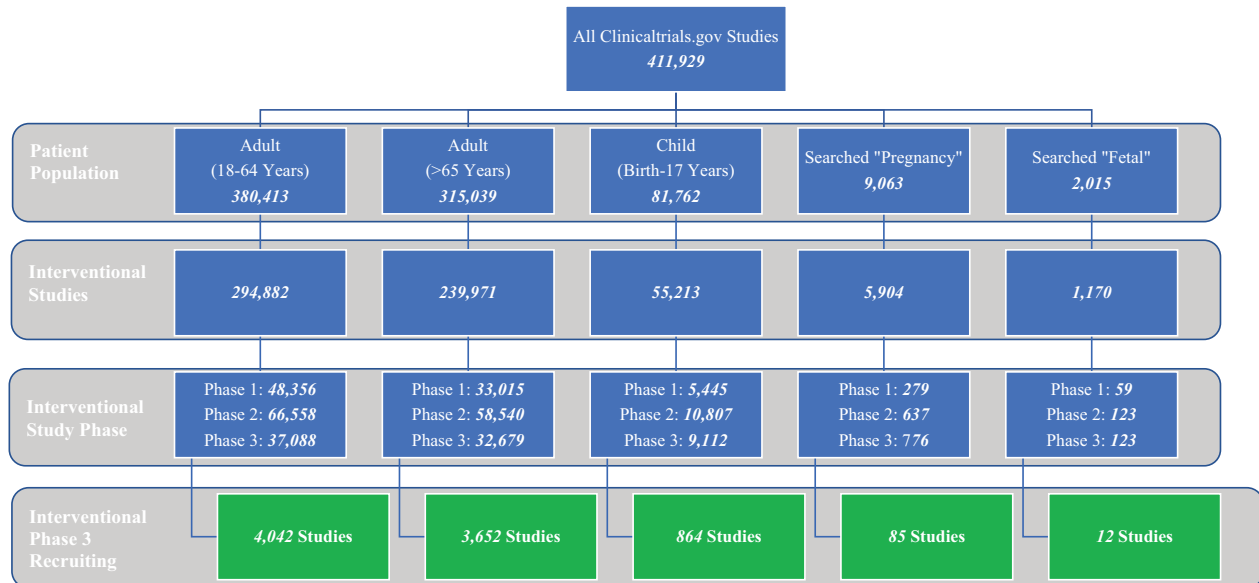 All Clinicaltrials.gov Studies
411,929
Patient
Population
Adult
(18-64 Years)
380,413
Adult
(>65 Years)
315,039
Child
(Birth-17 Years)
81,762
Searched "Pregnancy"
9,063
Searched "Fetal"
2,015
Interventional
Studies
294,882
239,971
55,213
5,904
1,170
Interventional
Study Phase
Phase 1: 48,356
Phase 2: 66,558
Phase 3: 37,088
Phase 1: 33,015
Phase 2: 58,540
Phase 3: 32,679
Phase 1: 5,445
Phase 2: 10,807
Phase 3: 9,112
Phase 1: 279
Phase 2: 637
Phase 3: 776
Phase 1: 59
Phase 2: 123
Phase 3: 123
Interventional
Phase 3
Recruiting
4,042 Studies
3,652 Studies
864 Studies
85 Studies
12 Studies